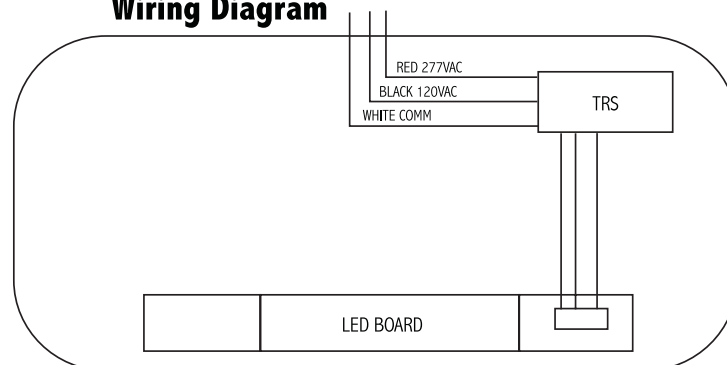 Wiring Diagram
RED 277VAC
BLACK 120VAC
TRS
WHITE COMM
LED BOARD